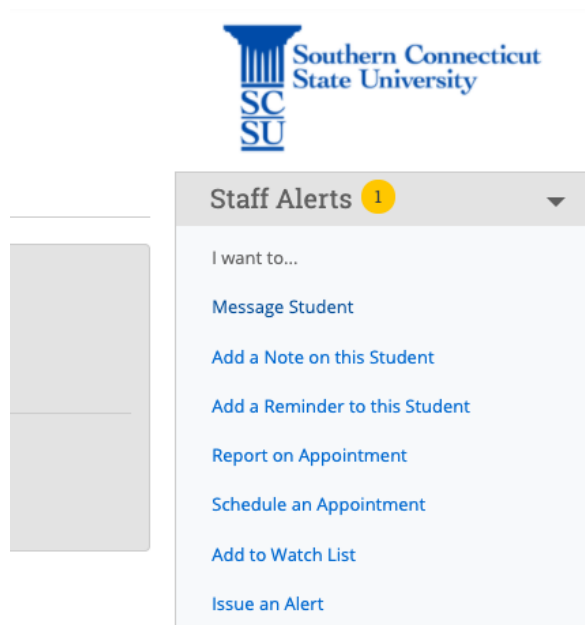 Southern Connecticut
State University
SC
SU
Staff Alerts 1
I want to...
Message Student
Add a Note on this Student
Add a Reminder to this Student
Report on Appointment
Schedule an Appointment
Add to Watch List
Issue an Alert